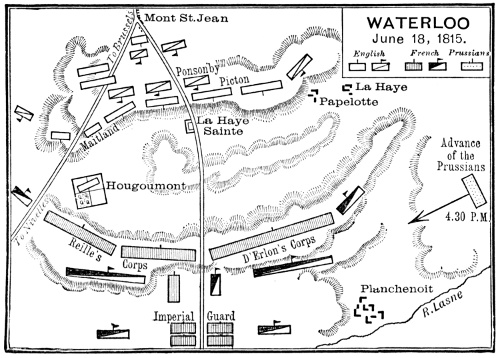 WATERLOO
June 18, 1815.
English French Prussians
Mont St. Jean
To Brussels
Ponsonby
Picton
La Haye
Papelotte
Maitland
La Haye
Sainte
Advance
of the
Prussians
4.30 P.M.
Hougoumont
To Nivelles
Reille's
Corps
D'Erlon's Corps
Planchenoit
R. Lasne
Imperial Guard